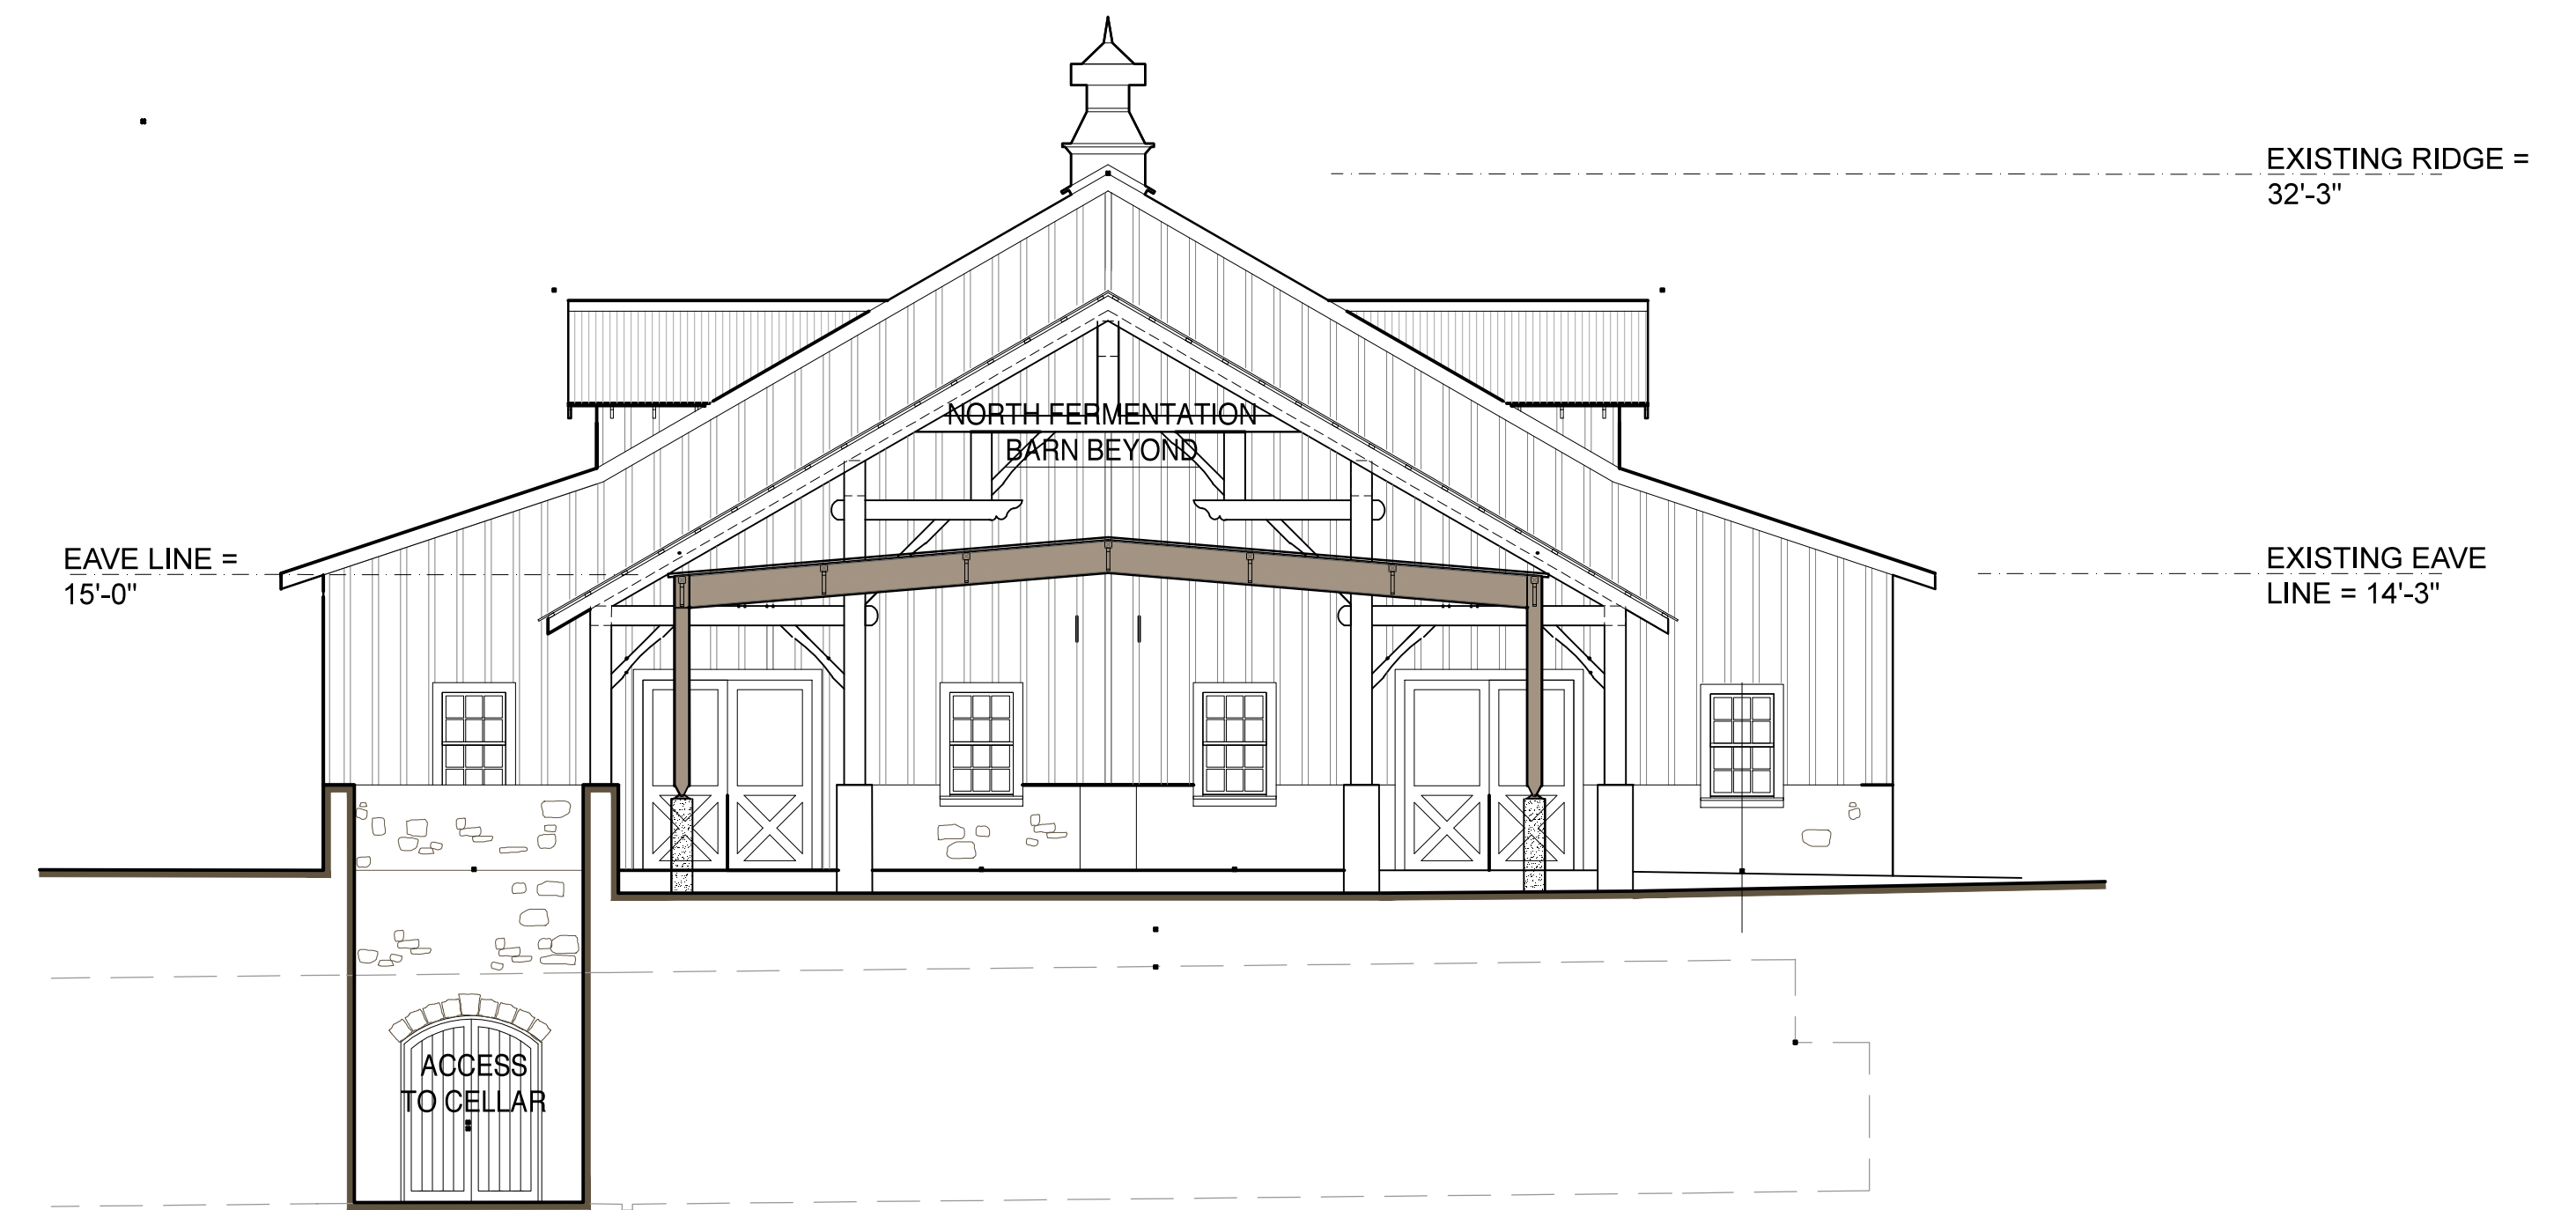 EXISTING RIDGE =
32'-3"
NORTH FERMENTATION
BARN BEYOND
EAVE LINE =
15'-0"
EXISTING EAVE
LINE = 14'-3"
ACCESS
TO CELLAR